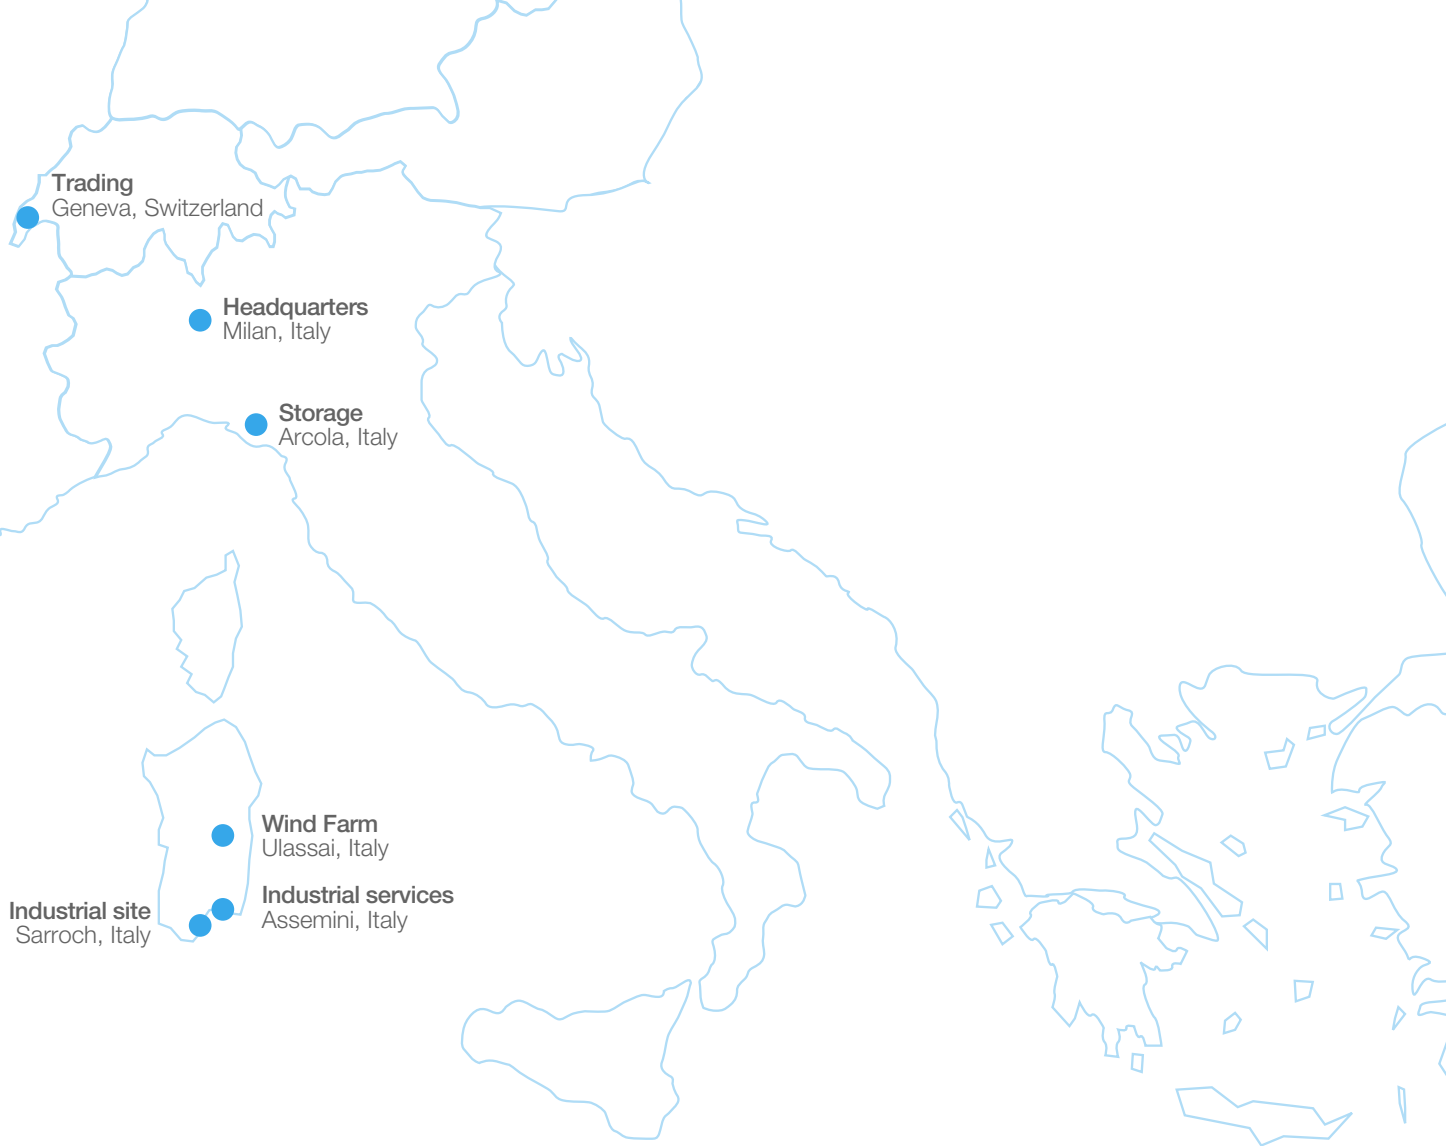 Trading
Geneva, Switzerland
Headquarters
Milan, Italy
Storage
Arcola, Italy
Wind Farm
Ulassai, Italy
Industrial services
Assemini, Italy
Industrial site
Sarroch, Italy